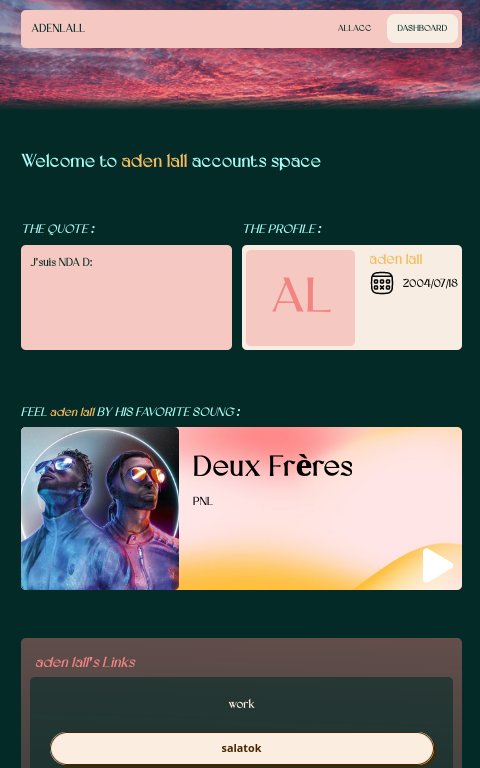 ADENLALL
ALLACC
DASHBOARD
Welcome to aden lall accounts space
THE QUOTE :
THE PROFILE :
J'suis NDA D:
AL
aden lall
2004/07/18
FEEL aden lall BY HIS FAVORITE SOUNG :
Deux Frères
PNL
aden lall's Links
work
salatok